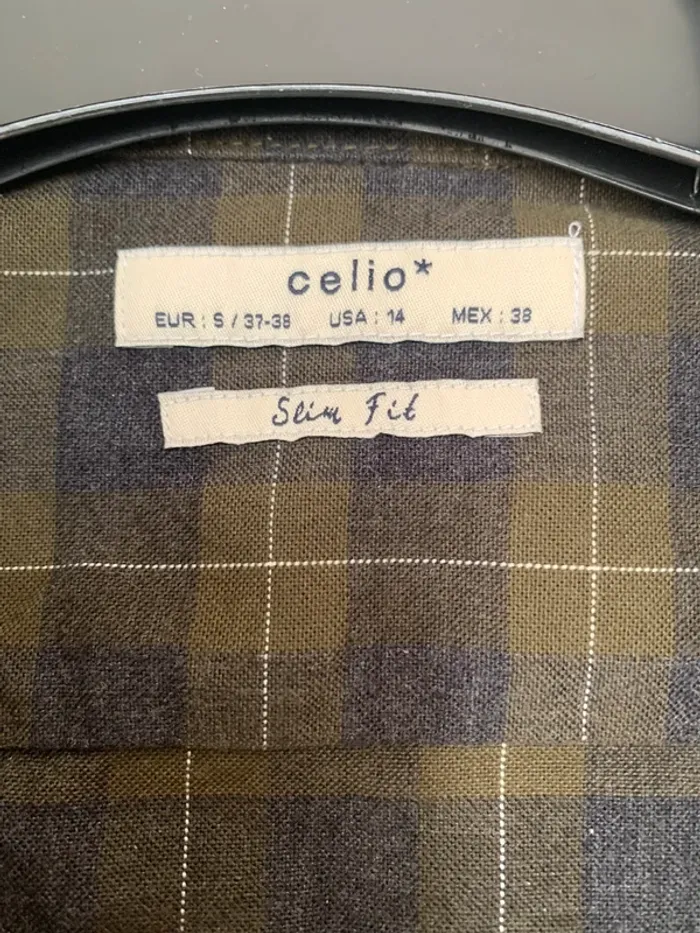 celio*
EUR : S / 37-38 USA : 14 MEX : 38
Slim Fit